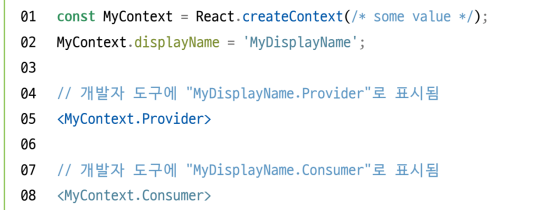 01 const MyContext = React.createContext(/* some value */);
02 MyContext.displayName = 'MyDisplayName';
03
04 // 개발자 도구에 "MyDisplayName.Provider"로 표시됨
05 <MyContext.Provider>
06
07 // 개발자 도구에 "MyDisplayName.Consumer"로 표시됨
08 <MyContext.Consumer>